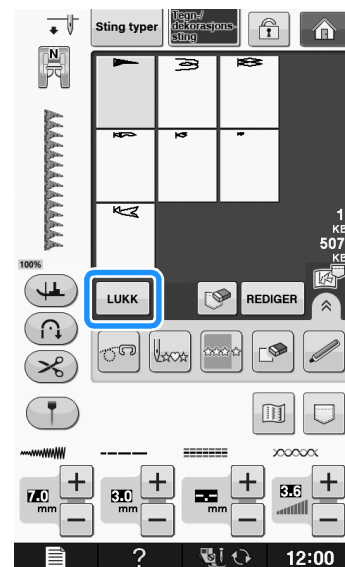 Sting typer
Tegn-/
dekorasjons-
sting
N
1
KB
507
KB
100%
LUKK
REDIGER
7.0
mm
3.0
mm
-.-
mm
3.6
?
12:00